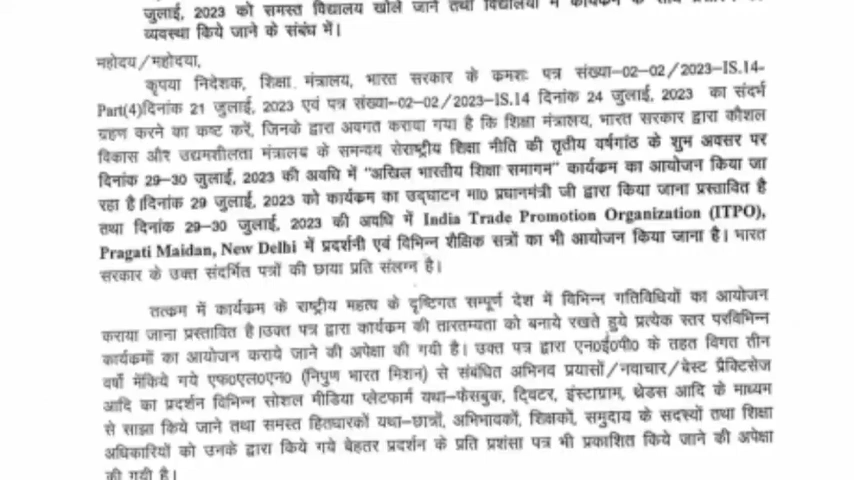 जुलाई, 2023 को समस्त विद्यालय खोले जाने तथा विद्यालयों में कार्यक्रम के
व्यवस्था किये जाने के संबंध में।
महोदय/महोदया,
कृपया निदेशक, शिक्षा मंत्रालय, भारत सरकार के क्रमशः पत्र संख्या-02-02/2023-IS.14-
Part(4)दिनांक 21 जुलाई, 2023 एवं पत्र संख्या-02-02/2023-IS.14 दिनांक 24 जुलाई, 2023 का संदर्भ
ग्रहण करने का कष्ट करें, जिनके द्वारा अवगत कराया गया है कि शिक्षा मंत्रालय, भारत सरकार द्वारा कौशल
विकास और उद्यमशीलता मंत्रालय के समन्वय सेराष्ट्रीय शिक्षा नीति की तृतीय वर्षगांठ के शुभ अवसर पर
दिनांक 29-30 जुलाई, 2023 की अवधि में "अखिल भारतीय शिक्षा समागम" कार्यक्रम का आयोजन किया जा
रहा है।दिनांक 29 जुलाई, 2023 को कार्यक्रम का उद्घाटन मा0 प्रधानमंत्री जी द्वारा किया जाना प्रस्तावित है
तथा दिनांक 29-30 जुलाई, 2023 की अवधि में India Trade Promotion Organization (ITPO),
Pragati Maidan, New Delhi में प्रदर्शनी एवं विभिन्न शैक्षिक सत्रों का भी आयोजन किया जाना है। भारत
सरकार के उक्त संदर्भित पत्रों की छाया प्रति संलग्न है।
तत्क्रम में कार्यक्रम के राष्ट्रीय महत्व के दृष्टिगत सम्पूर्ण देश में विभिन्न गतिविधियों का आयोजन
कराया जाना प्रस्तावित है।उक्त पत्र द्वारा कार्यक्रम की तारतम्यता को बनाये रखते हुये प्रत्येक स्तर परविभिन्न
कार्यक्रमों का आयोजन कराये जाने की अपेक्षा की गयी है। उक्त पत्र द्वारा एन0ई0पी0 के तहत विगत तीन
वर्षों मेंकिये गये एफ0एल0एन0 (निपुण भारत मिशन) से संबंधित अभिनव प्रयासों/नवाचार/बेस्ट प्रैक्टिसेज
आदि का प्रदर्शन विभिन्न सोशल मीडिया प्लेटफार्म यथा-फेसबुक, ट्विटर, इंस्टाग्राम, थ्रेडस आदि के माध्यम
से साझा किये जाने तथा समस्त हितधारकों यथा-छात्रों, अभिभावकों, शिक्षकों, समुदाय के सदस्यों तथा शिक्षा
अधिकारियों को उनके द्वारा किये गये बेहतर प्रदर्शन के प्रति प्रशंसा पत्र भी प्रकाशित किये जाने की अपेक्षा
की गयी है।